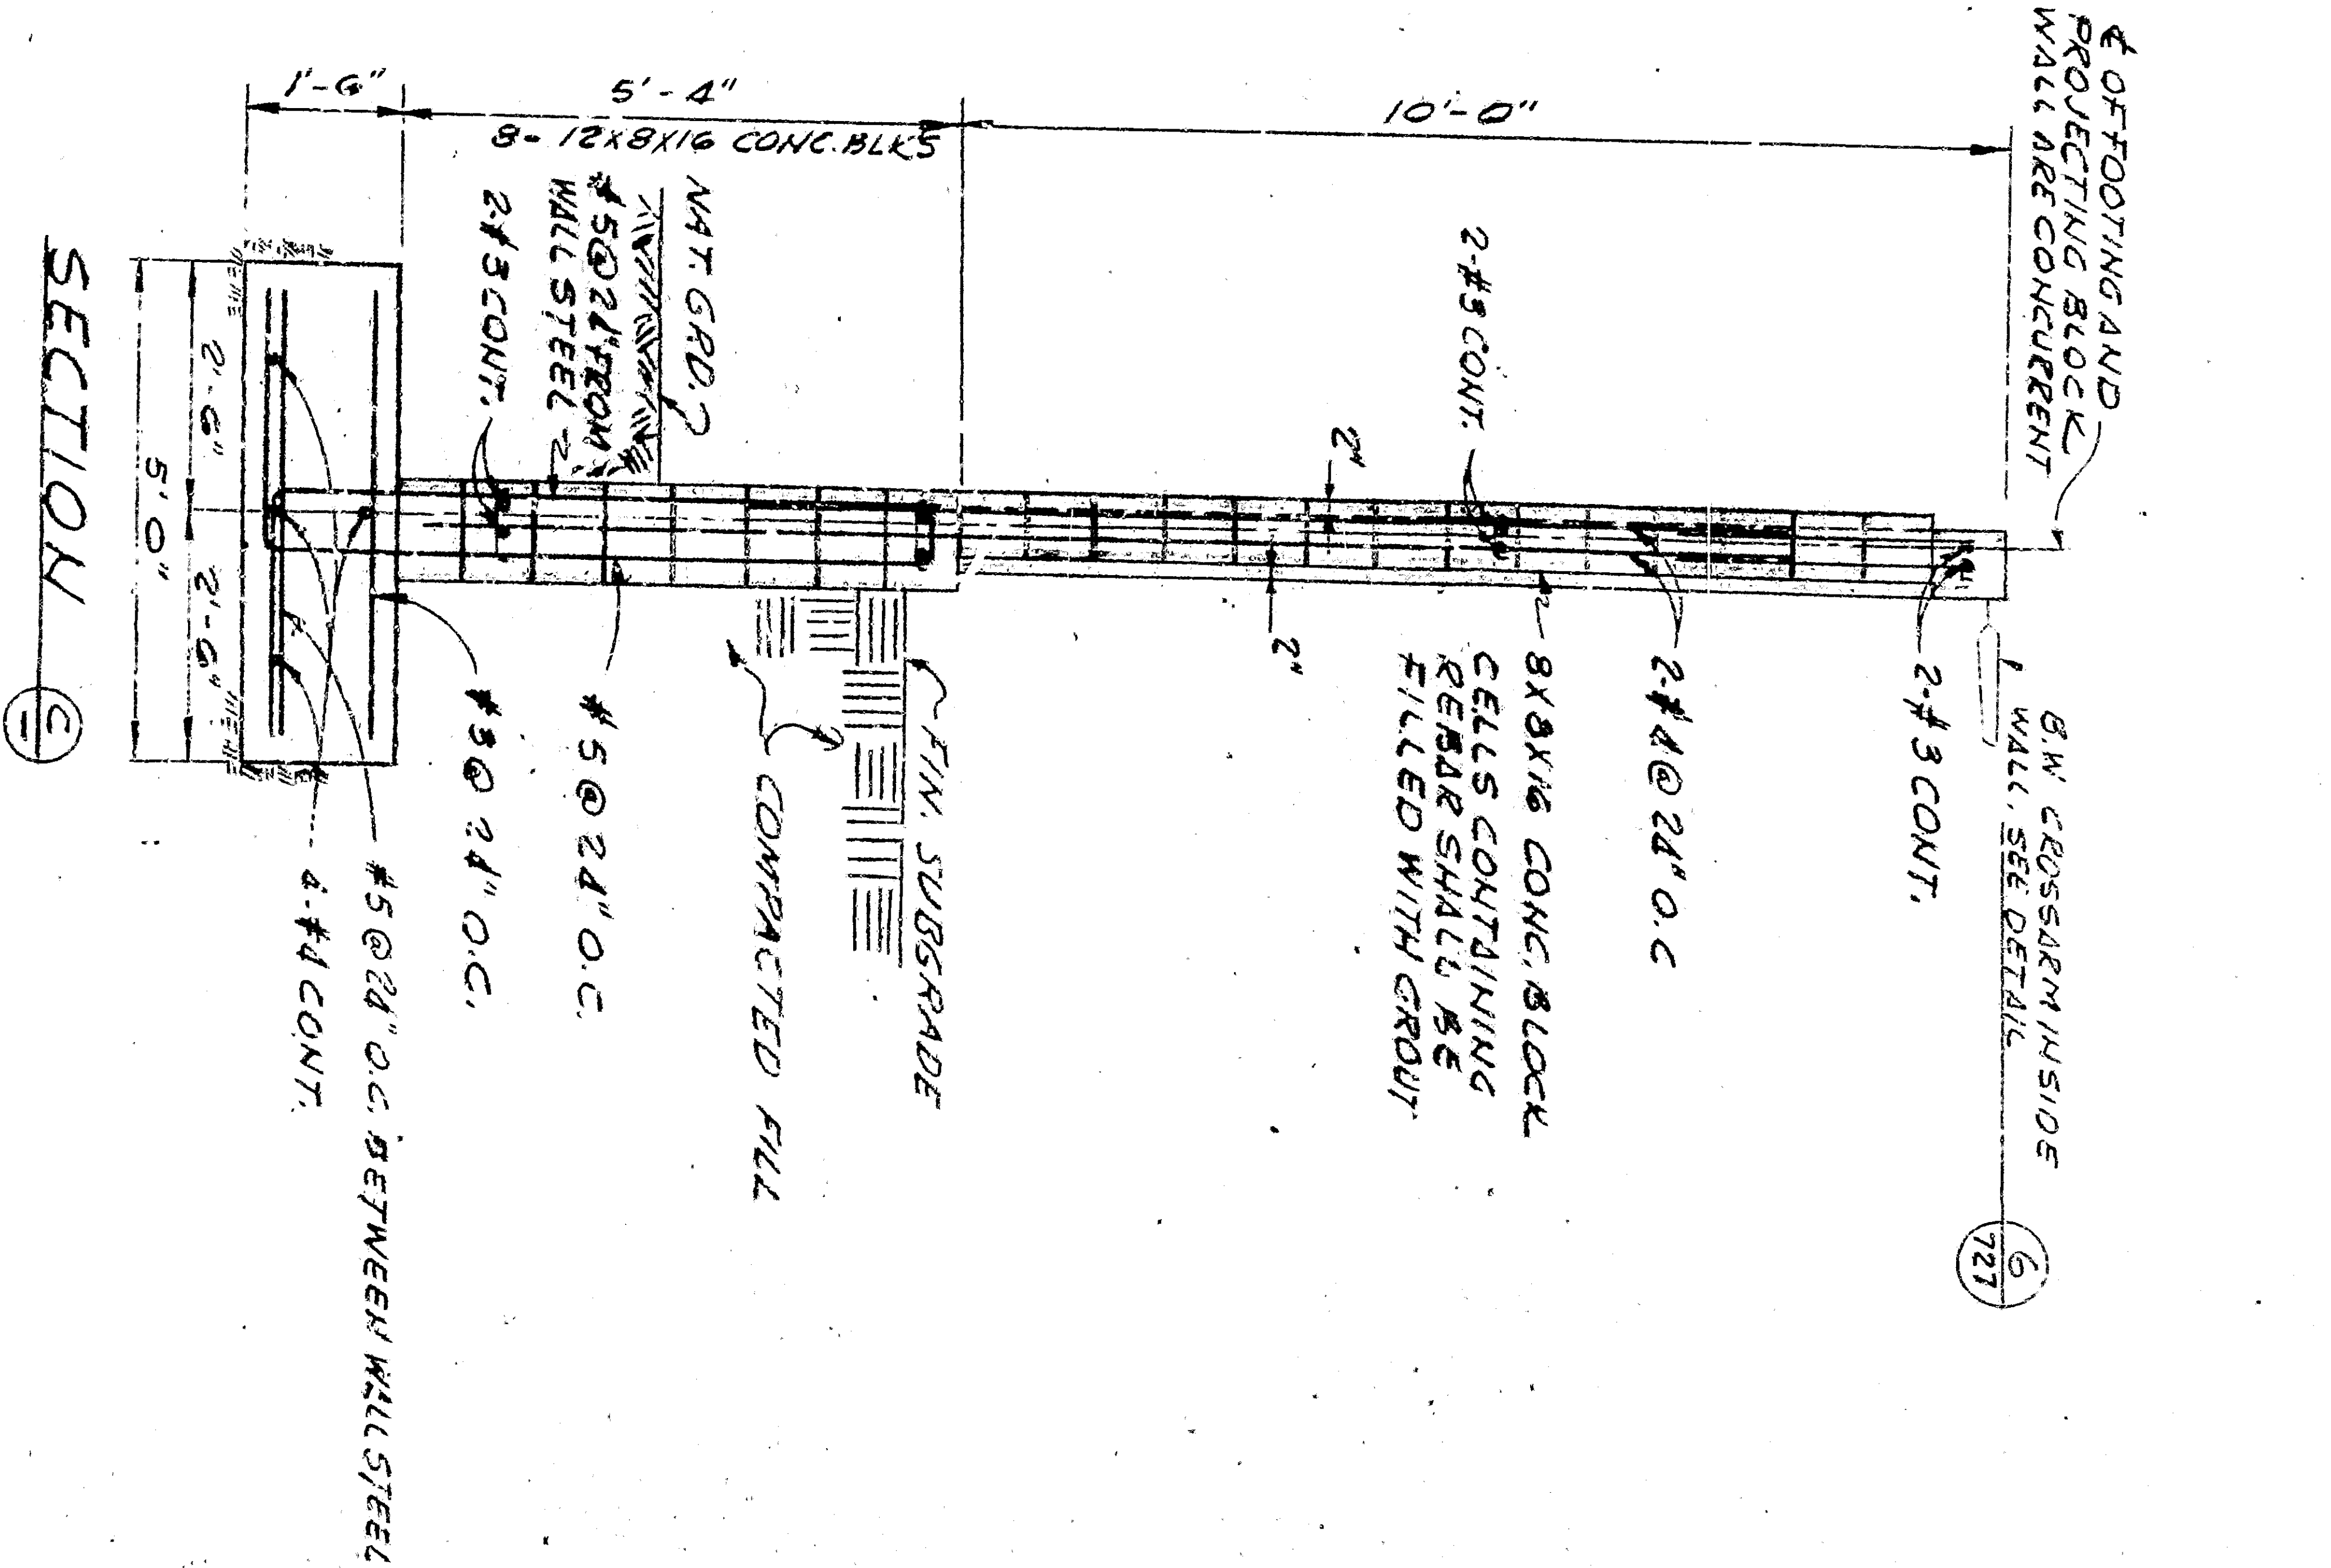 ℄ OF FOOTING AND
PROJECTING BLOCK
WALL ARE CONCURRENT
B.W. CROSSARM INSIDE
WALL, SEE DETAIL
6
727
10'-0"
2-#3 CONT.
2-#4 @ 24" O.C
2-#3 CONT.
2"
2"
8X8X16 CONC. BLOCK
CELLS CONTAINING
REBAR SHALL BE
FILLED WITH GROUT
5'-4"
8- 12X8X16 CONC. BLKS
NAT. GRD.
FIN. SUBGRADE
COMPACTED FILL
#5@24" FROM
WALL STEEL
#5@24" O.C.
2-#3 CONT.
#3@24" O.C.
1'-6"
#5@24" O.C. BETWEEN WALL STEEL
4-#4 CONT.
2'-6"
2'-6"
5'0"
SECTION
C
–